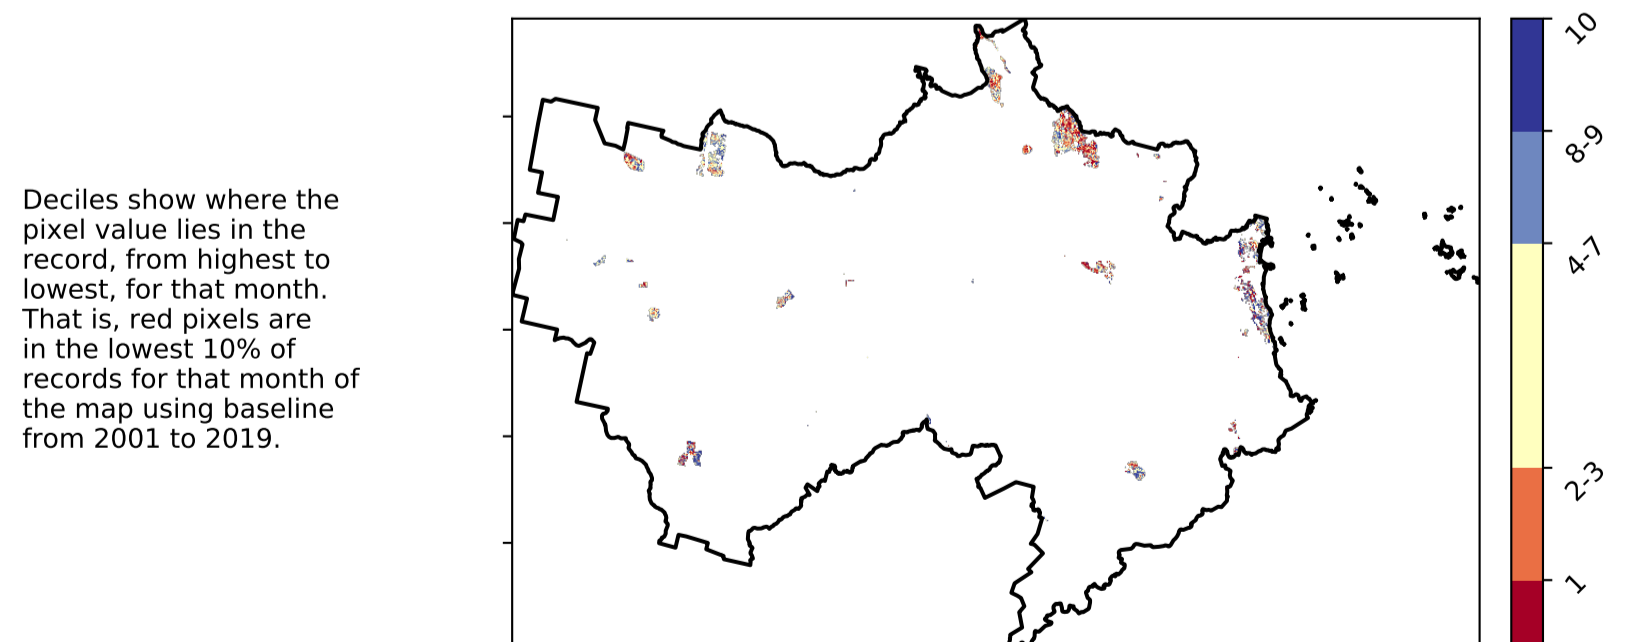 Deciles show where the
pixel value lies in the
record, from highest to
lowest, for that month.
That is, red pixels are
in the lowest 10% of
records for that month of
the map using baseline
from 2001 to 2019.
10
8-9
4-7
2-3
1